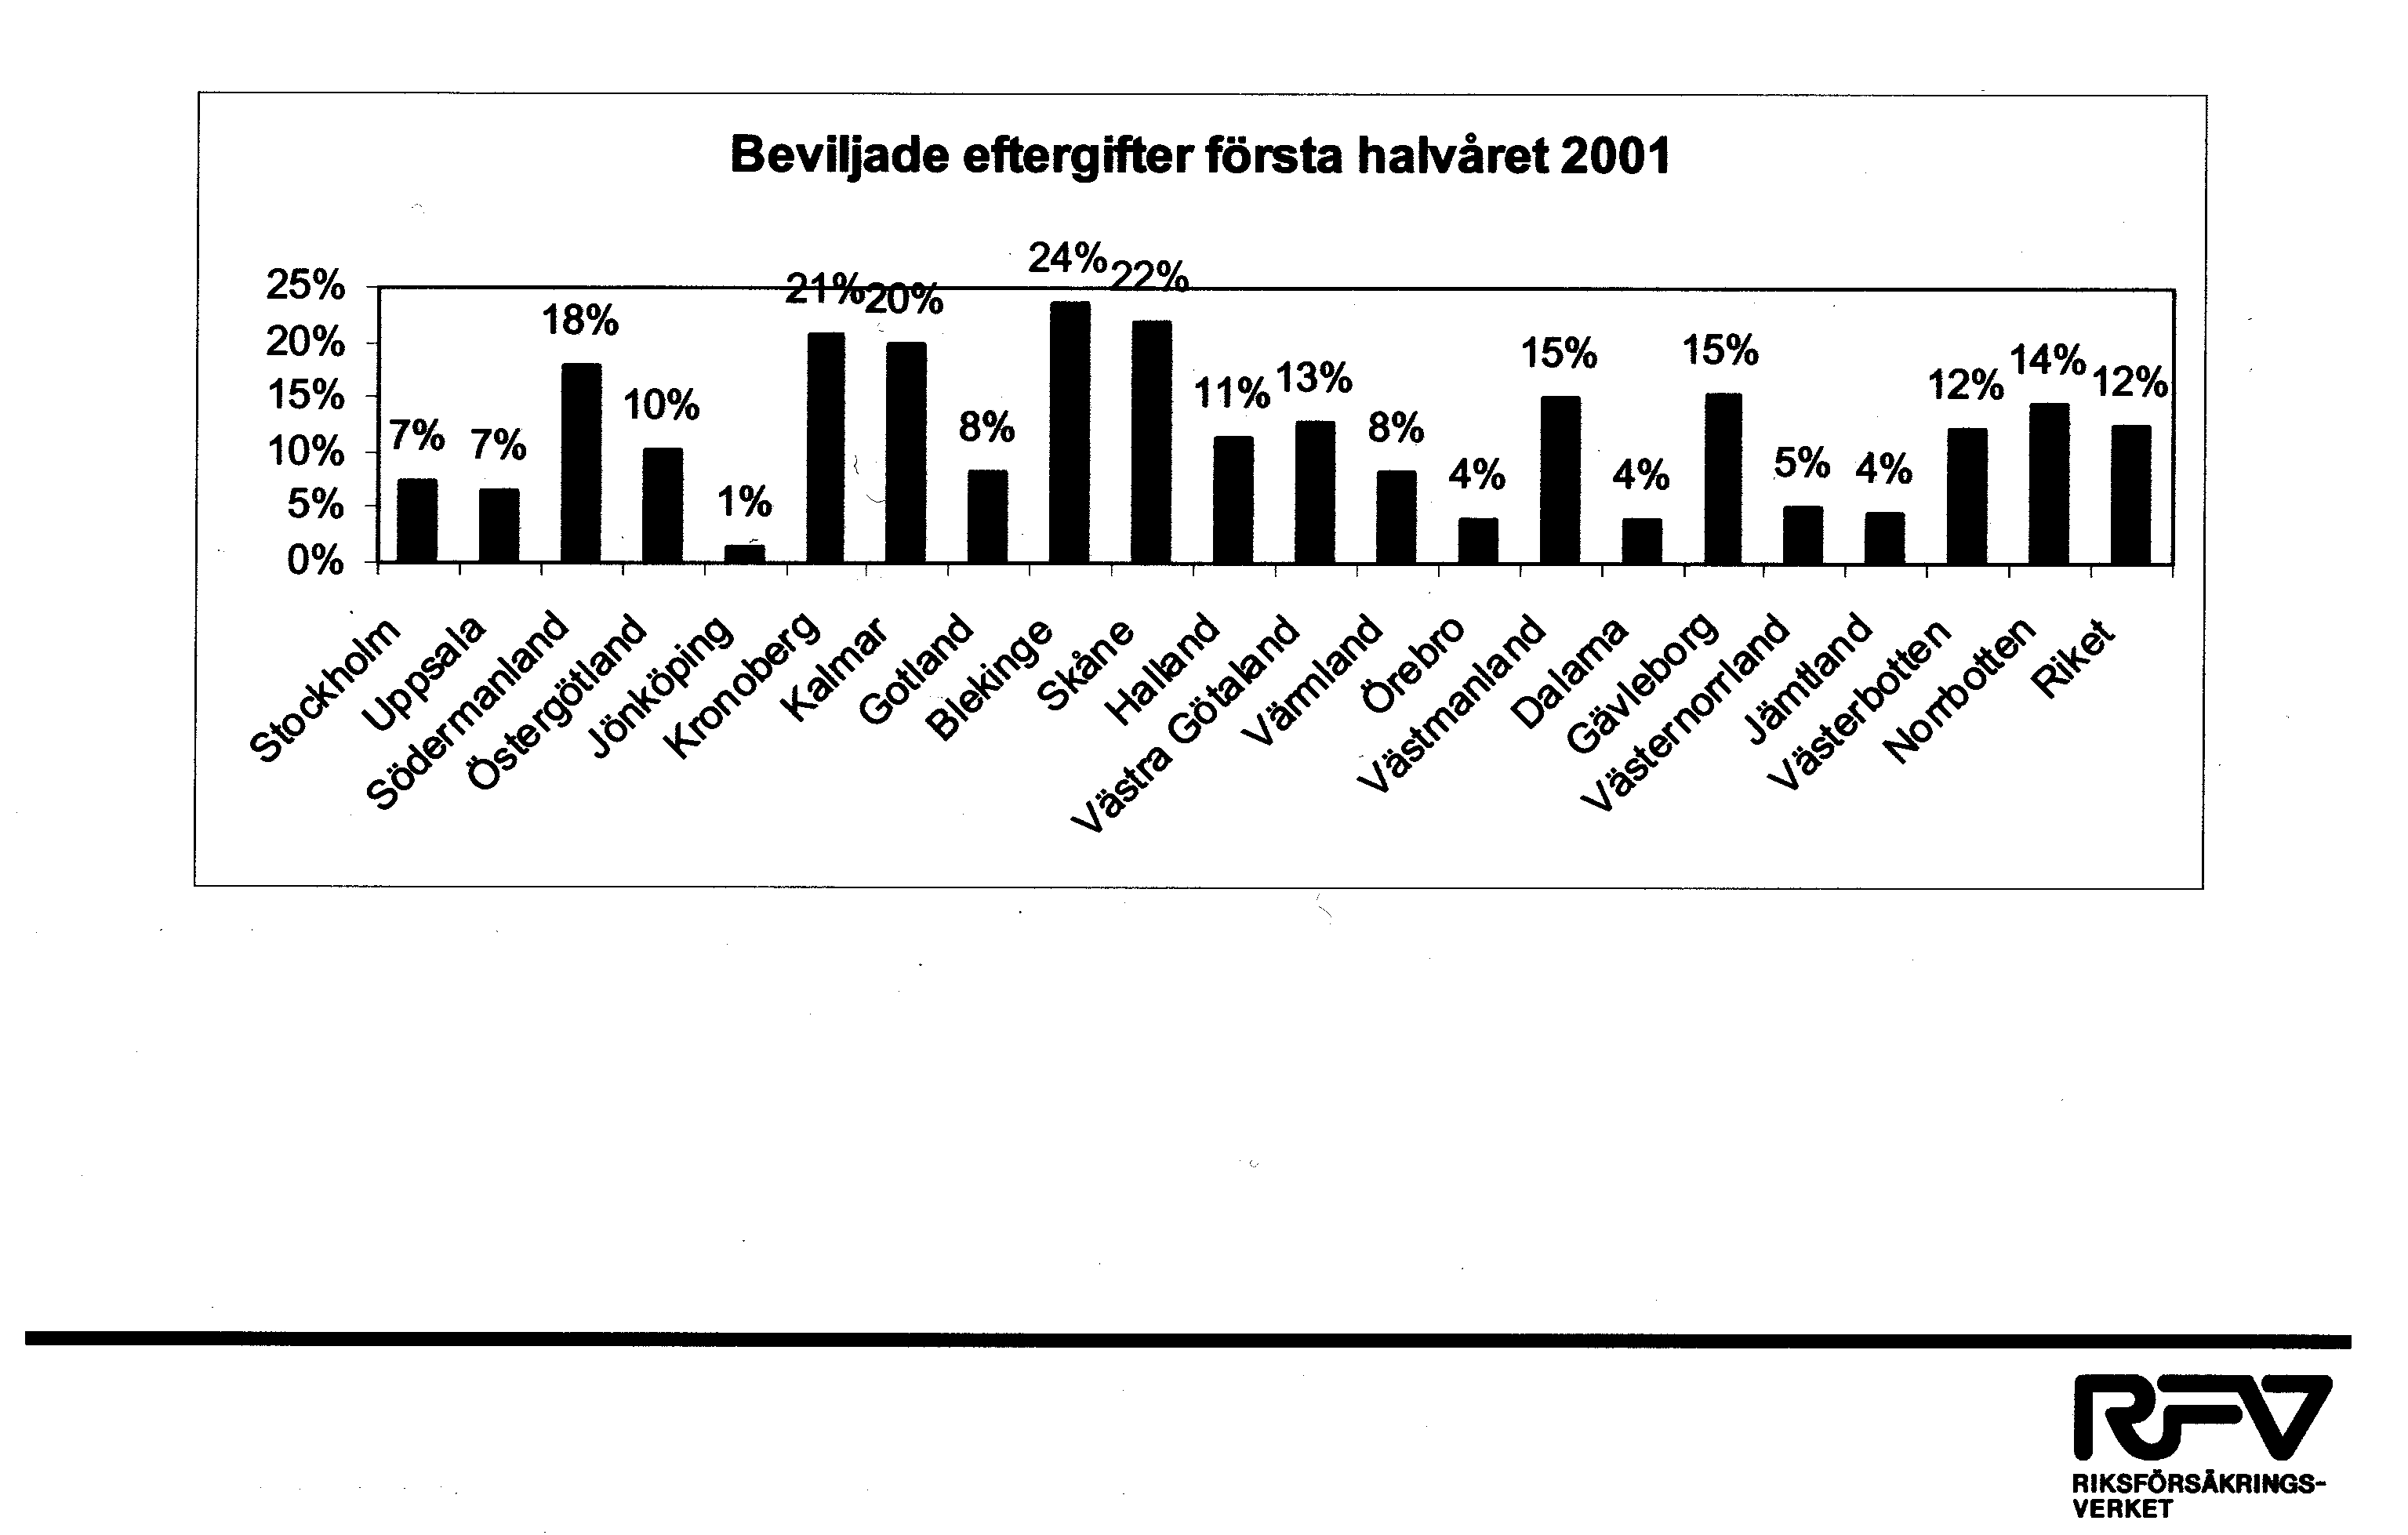 Beviljade eftergifter första halvåret 2001
25%
20%
15%
10%
5%
0%
7%
7%
18%
10%
1%
21%
20%
8%
24%
22%
11%
13%
8%
4%
15%
4%
15%
5%
4%
12%
14%
12%
Stockholm
Uppsala
Södermanland
Östergötland
Jönköping
Kronoberg
Kalmar
Gotland
Blekinge
Skåne
Halland
Västra Götaland
Värmland
Örebro
Västmanland
Dalarna
Gävleborg
Västernorrland
Jämtland
Västerbotten
Norrbotten
Riket
RFV
RIKSFÖRSÄKRINGS-
VERKET